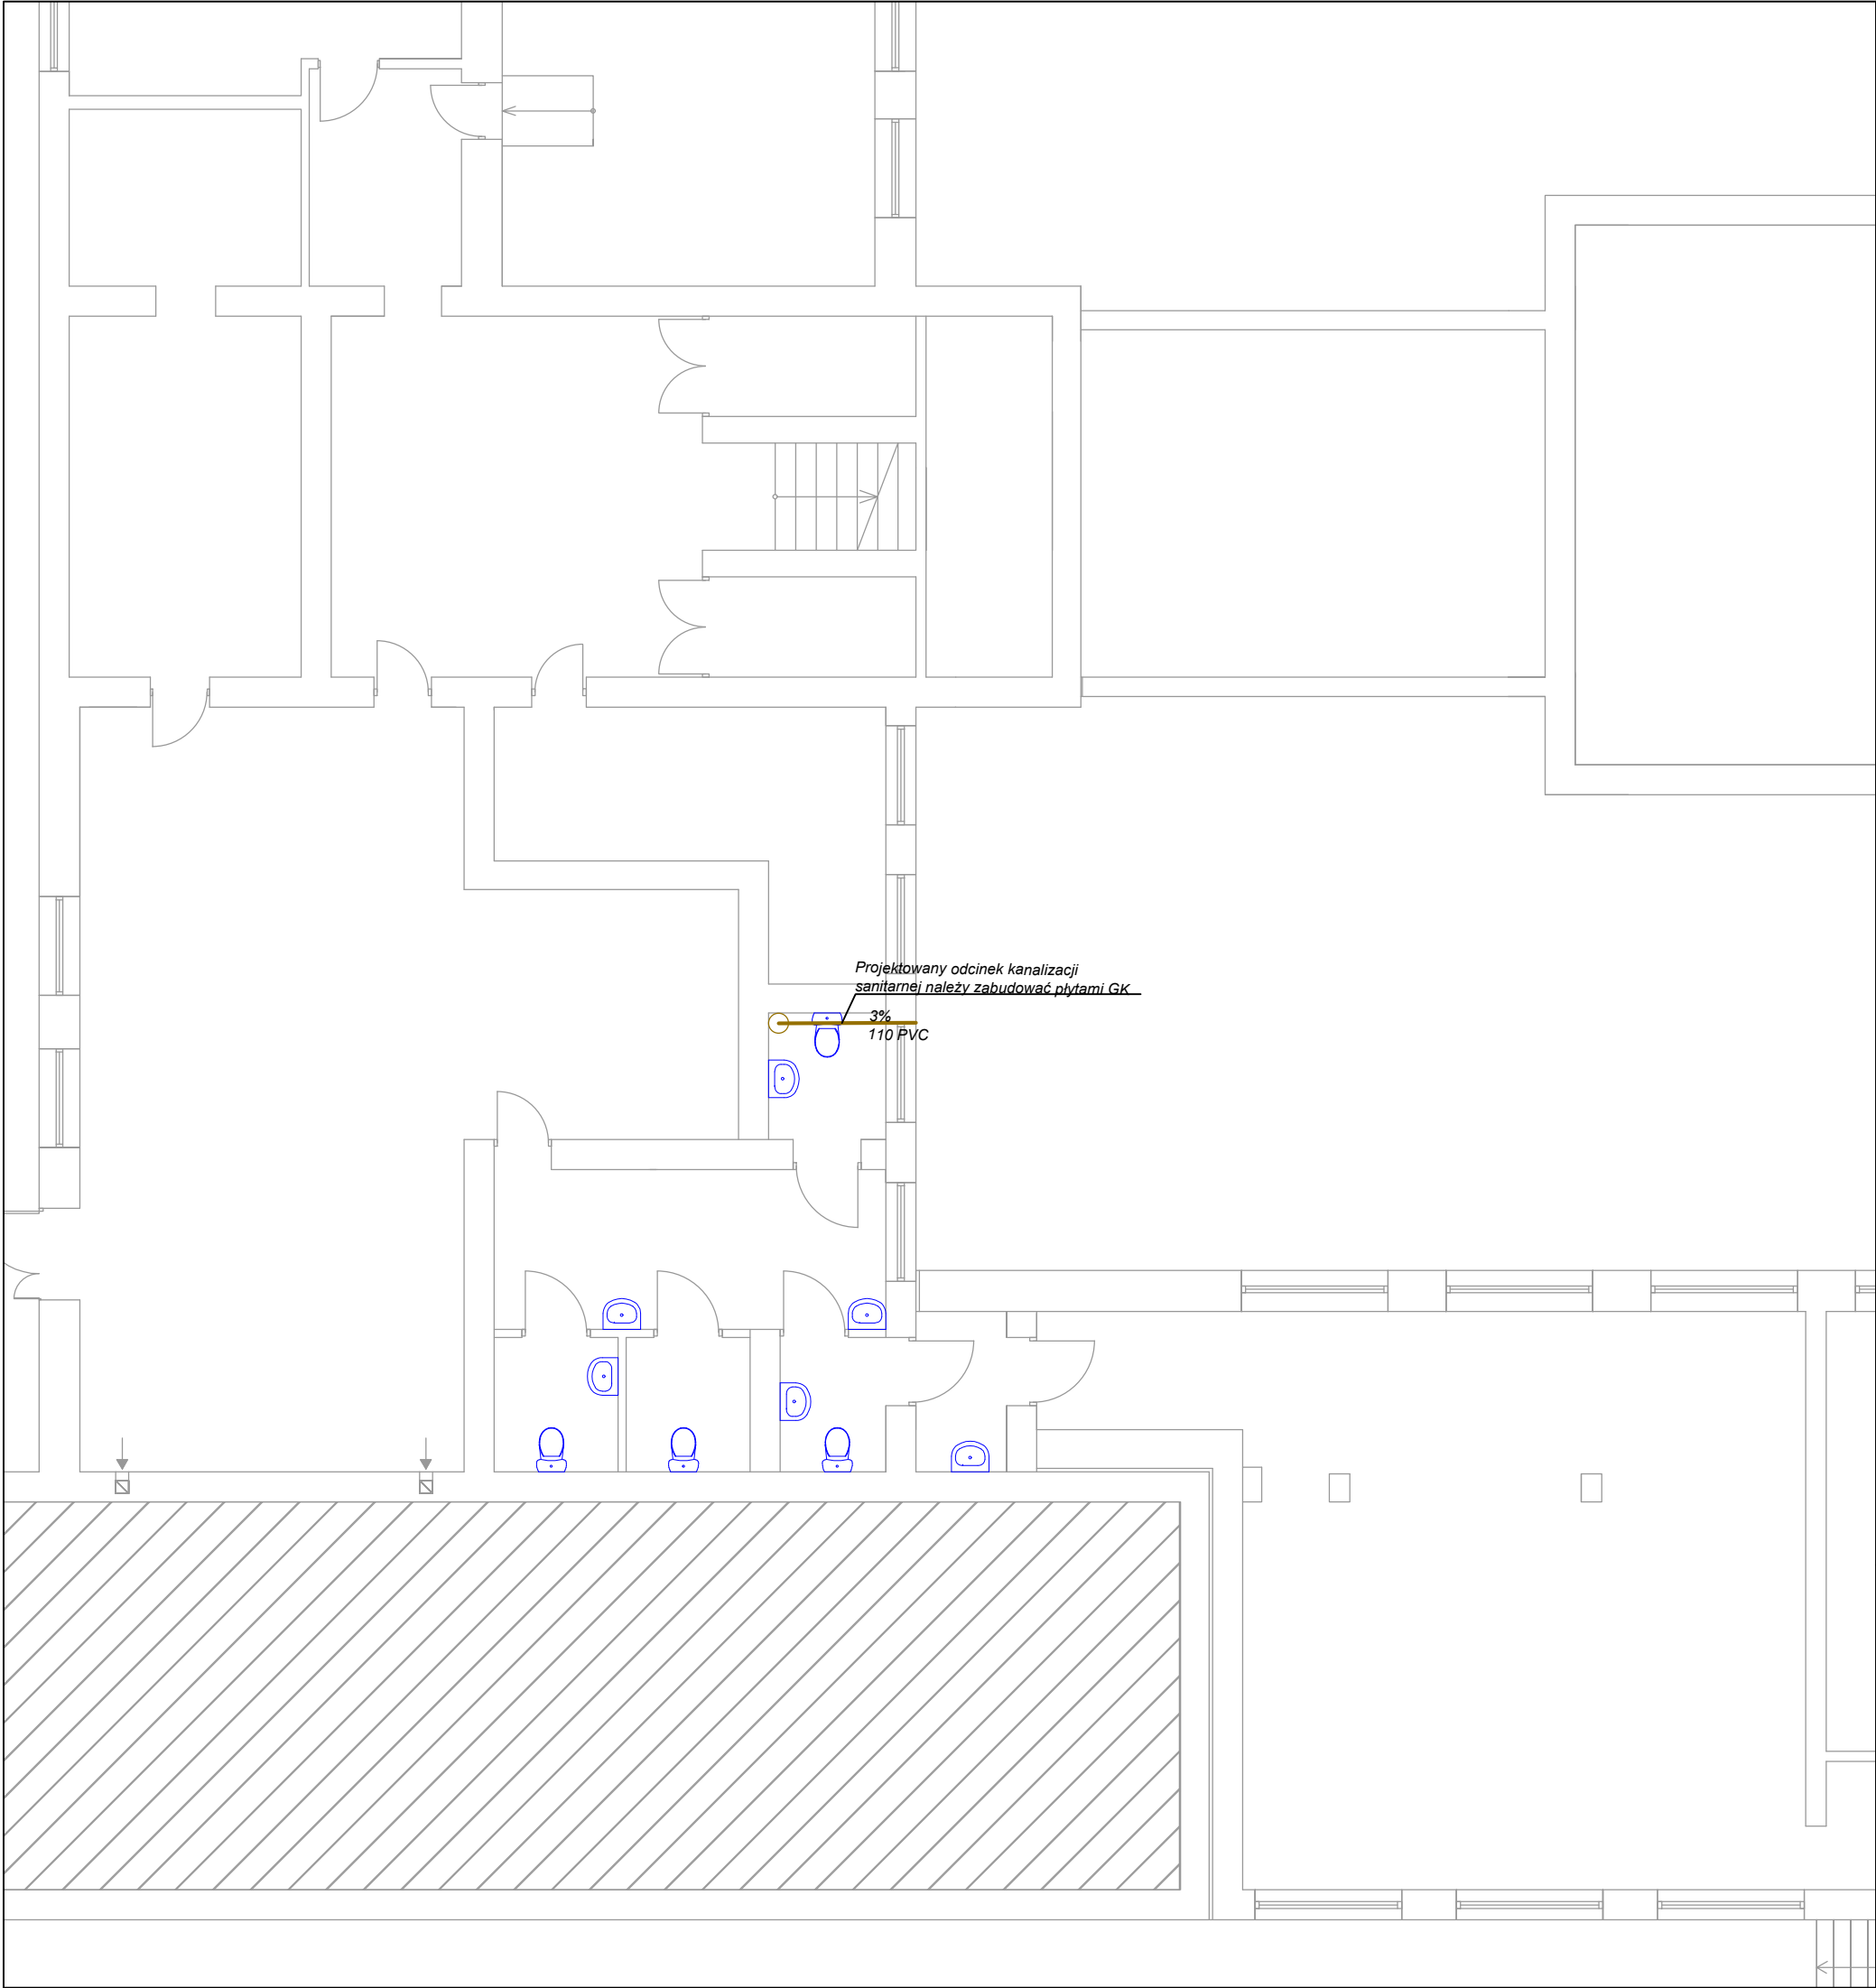 Projektowany odcinek kanalizacji
sanitarnej należy zabudować płytami GK
3%
110 PVC